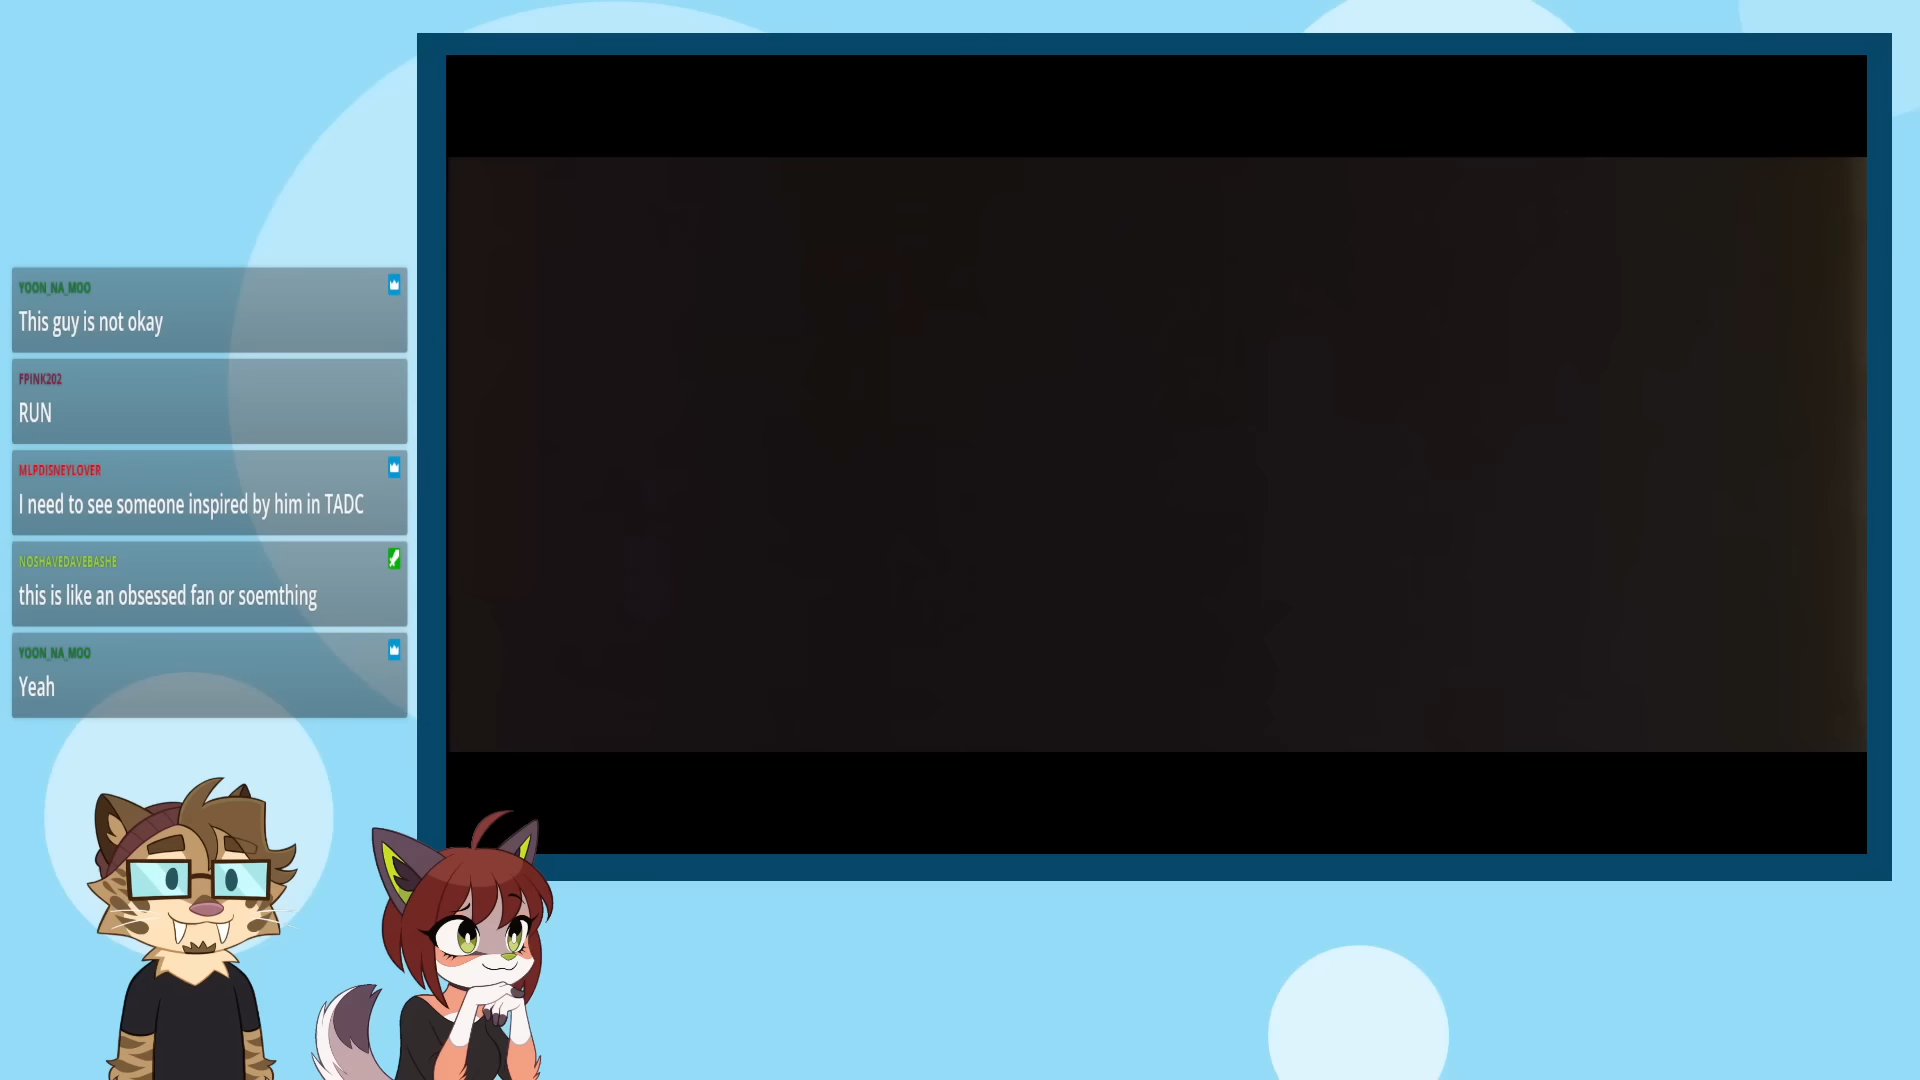 YOON_NA_MOO
This guy is not okay
FPINK202
RUN
MLPDISNEYLOVER
I need to see someone inspired by him in TADC
NOSHAVEDAVEBASHE
this is like an obsessed fan or soemthing
YOON_NA_MOO
Yeah